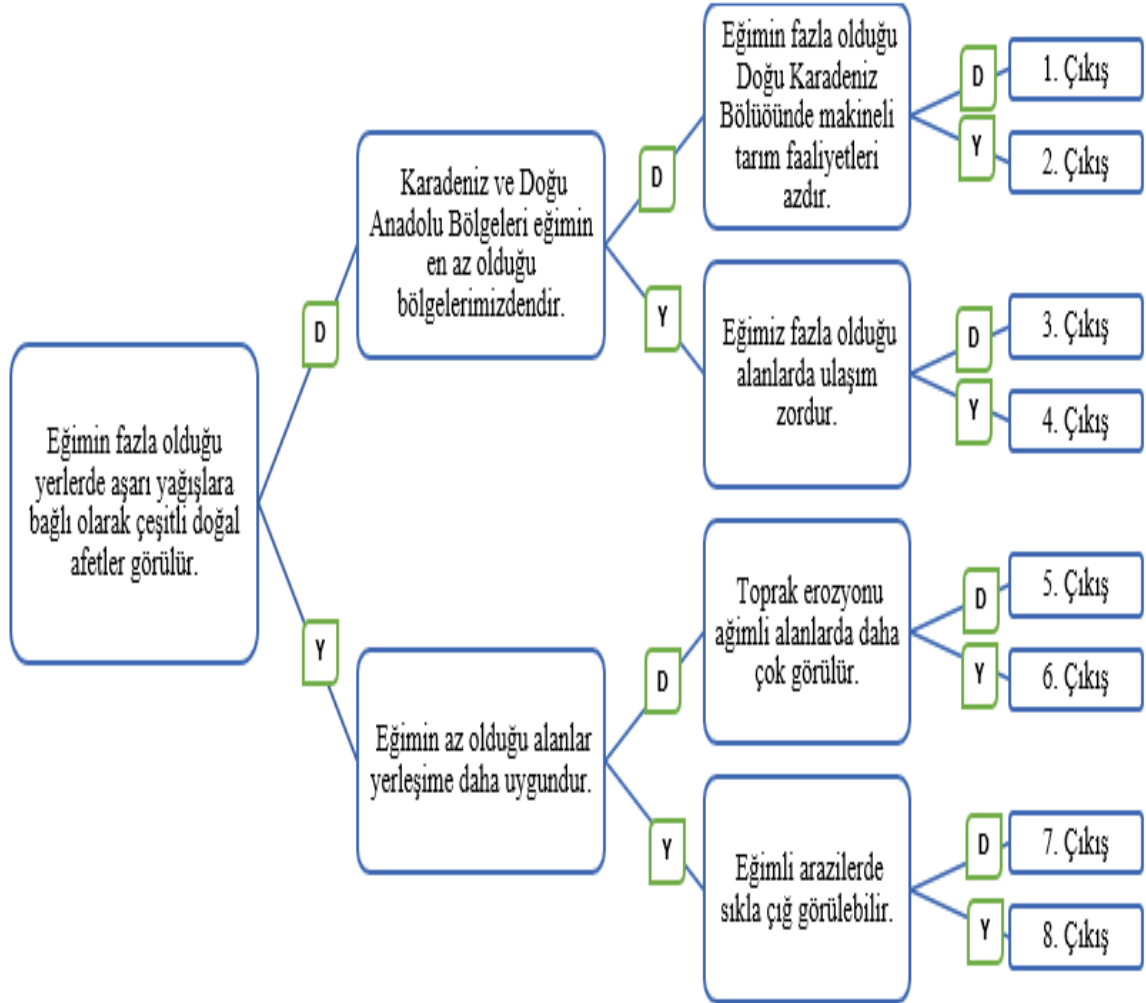 Eğimin fazla olduğu
yerlerde aşarı yağışlara
bağlı olarak çeşitli doğal
afetler görülür.
D
Y
Karadeniz ve Doğu
Anadolu Bölgeleri eğimin
en az olduğu
bölgelerimizdendir.
D
Y
Eğimin az olduğu alanlar
yerleşime daha uygundur.
D
Y
Eğimin fazla olduğu
Doğu Karadeniz
Bölüöünde makineli
tarım faaliyetleri
azdır.
D
Y
1. Çıkış
2. Çıkış
Eğimiz fazla olduğu
alanlarda ulaşım
zordur.
D
Y
3. Çıkış
4. Çıkış
Toprak erozyonu
ağimli alanlarda daha
çok görülür.
D
Y
5. Çıkış
6. Çıkış
Eğimli arazilerde
sıkla çığ görülebilir.
D
Y
7. Çıkış
8. Çıkış